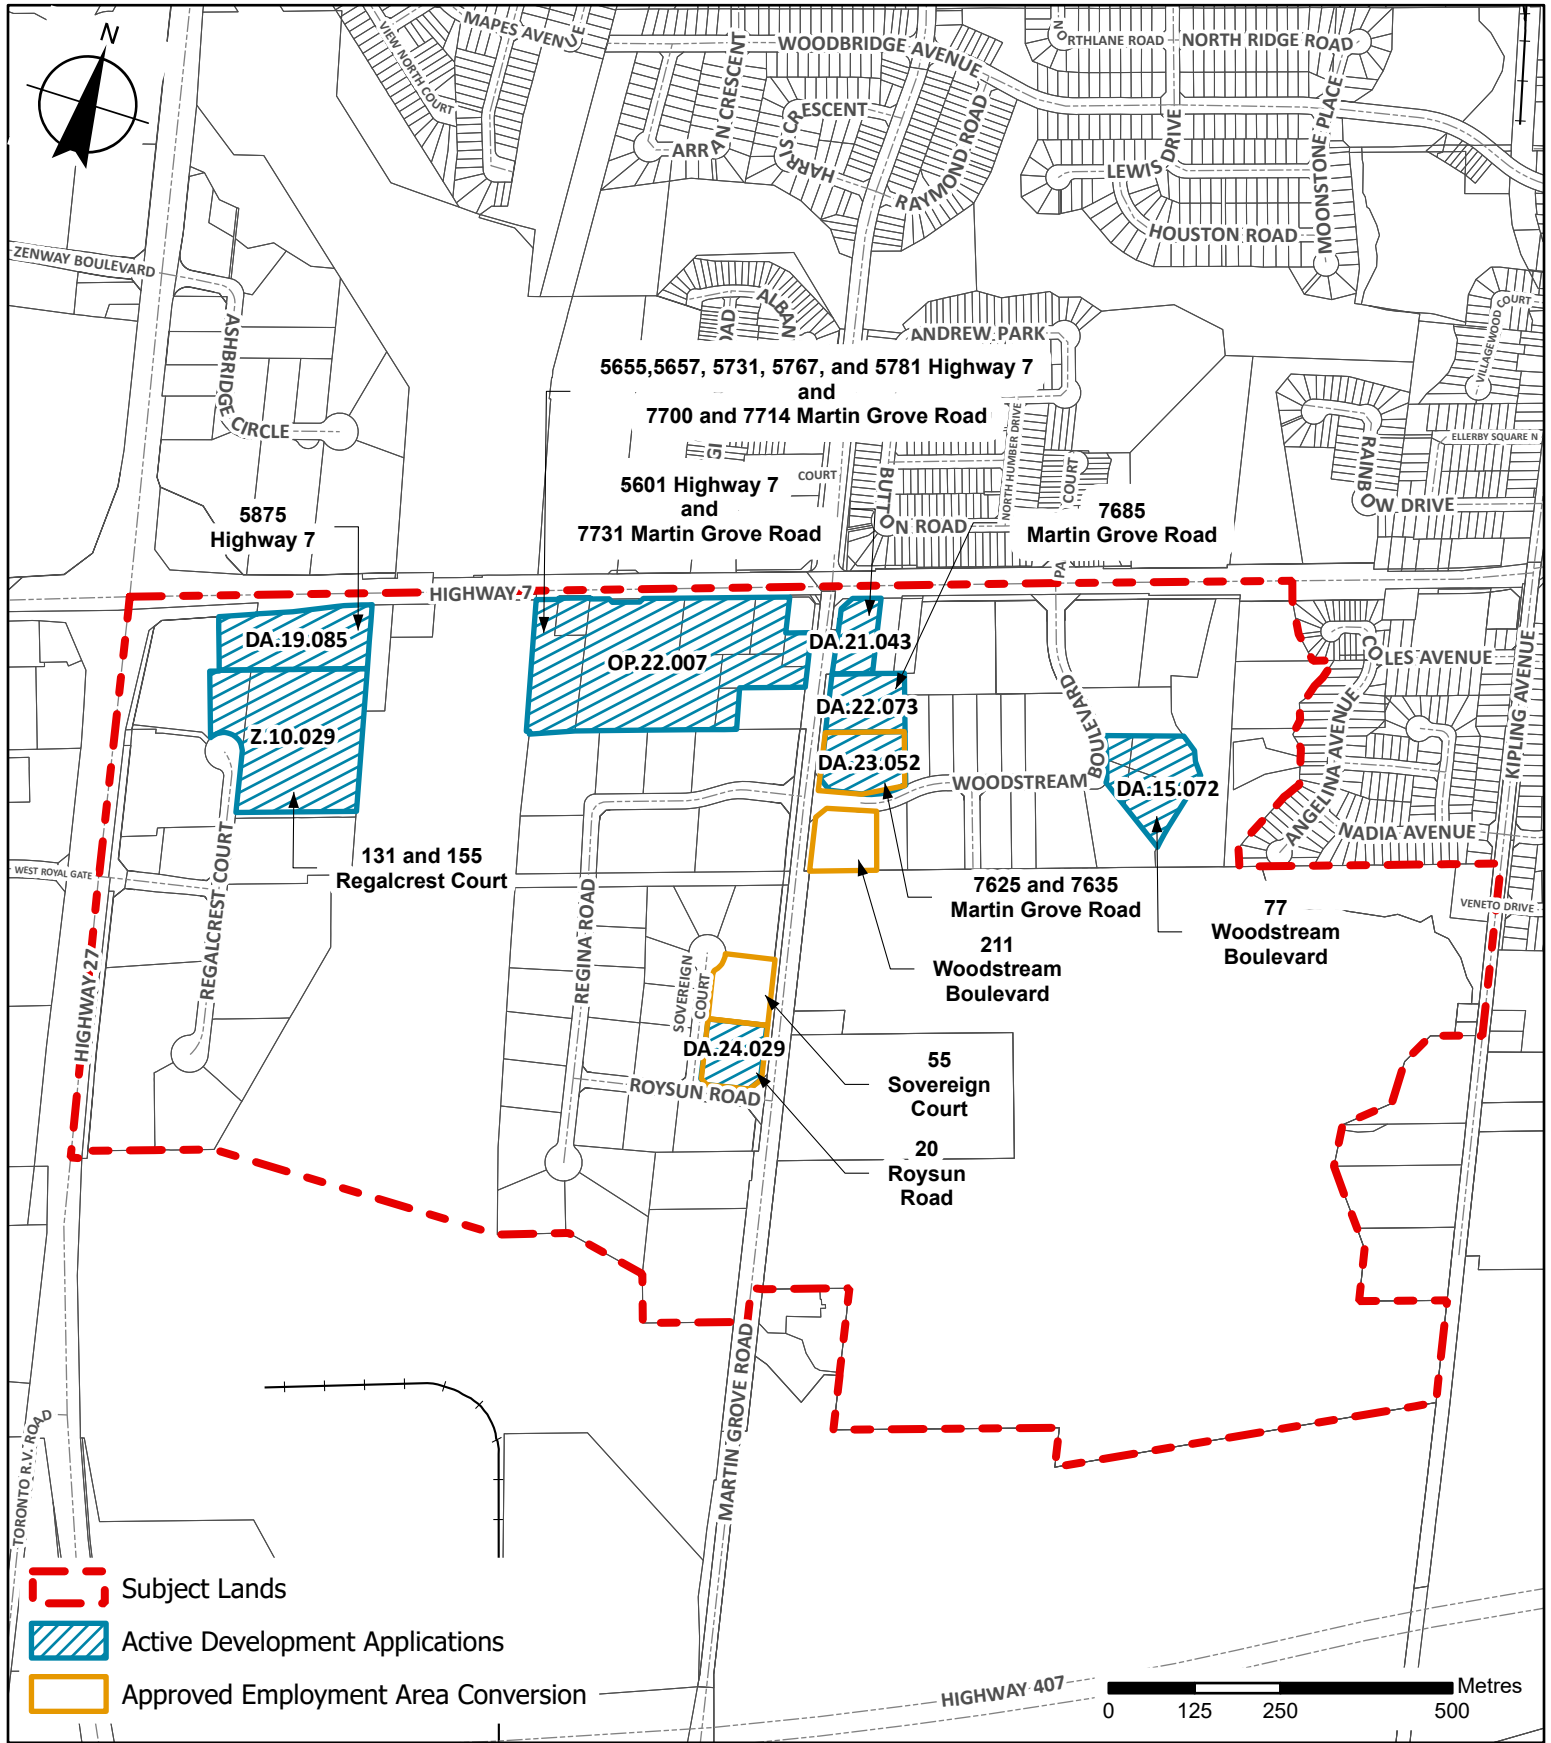 N
MAPES AVENUE
VIEW NORTH COURT
WOODBRIDGE AVENUE
NORTHLANE ROAD
NORTH RIDGE ROAD
ARRAN CRESCENT
HARRIS CRESCENT
RAYMOND ROAD
LEWIS DRIVE
MOONSTONE PLACE
HOUSTON ROAD
ZENWAY BOULEVARD
ASHBRIDGE CIRCLE
ALBAN
OAD
GI
ANDREW PARK
VILLAGEWOOD COURT
5655,5657, 5731, 5767, and 5781 Highway 7
and
7700 and 7714 Martin Grove Road
NORTH HUMBER DRIVE
COURT
COURT
PA
BUTTON ROAD
RAINBOW DRIVE
ELLERBY SQUARE N
5601 Highway 7
and
7731 Martin Grove Road
5875
Highway 7
7685
Martin Grove Road
HIGHWAY 7
DA.19.085
OP.22.007
DA.21.043
COLES AVENUE
KIPLING AVENUE
Z.10.029
DA.22.073
DA.23.052
WOODSTREAM BOULEVARD
DA.15.072
ANGELINA AVENUE
NADIA AVENUE
REGALCREST COURT
131 and 155
Regalcrest Court
WEST ROYAL GATE
REGINA ROAD
7625 and 7635
Martin Grove Road
77
Woodstream
Boulevard
VENETO DRIVE
211
Woodstream
Boulevard
HIGHWAY 27
SOVEREIGN COURT
DA.24.029
55
Sovereign
Court
ROYSUN ROAD
20
Roysun
Road
MARTIN GROVE ROAD
TORONTO R.V. ROAD
Subject Lands
Active Development Applications
Approved Employment Area Conversion
HIGHWAY 407
Metres
0 125 250 500